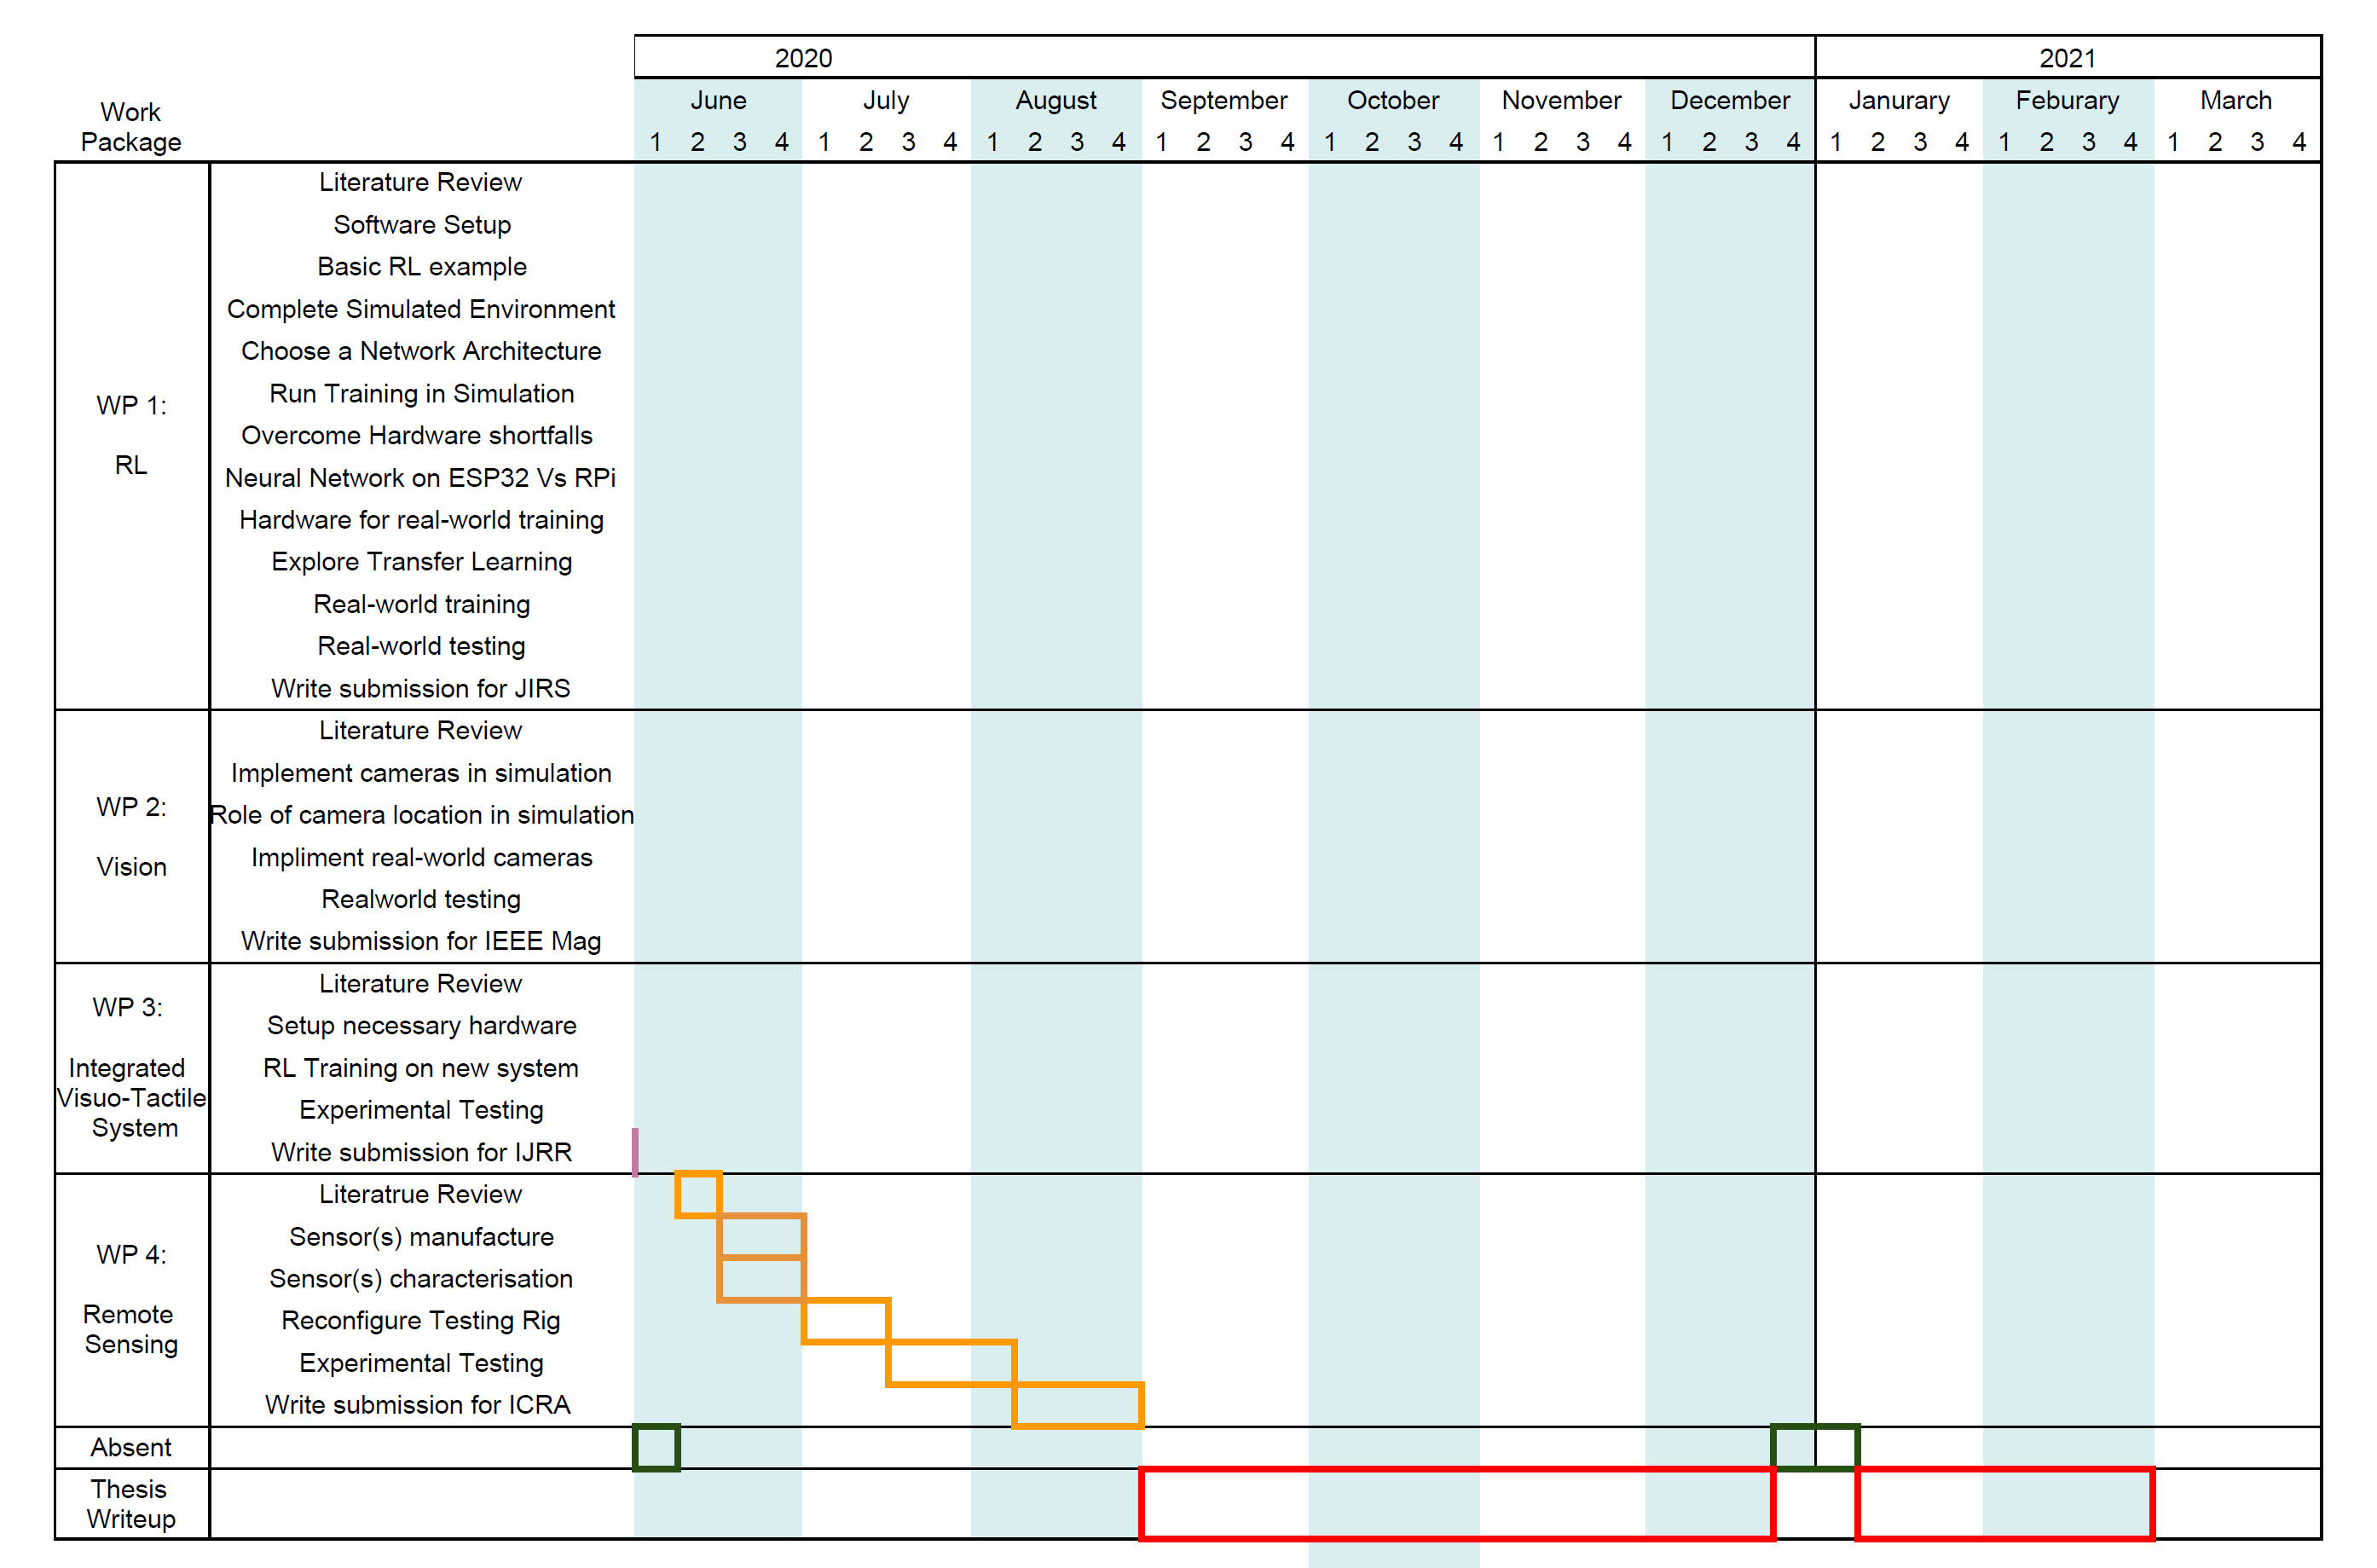 2020 2021
Work
Package
June July August September October November December Janurary Feburary March
1 2 3 4 1 2 3 4 1 2 3 4 1 2 3 4 1 2 3 4 1 2 3 4 1 2 3 4 1 2 3 4 1 2 3 4 1 2 3 4
WP 1:
RL
Literature Review
Software Setup
Basic RL example
Complete Simulated Environment
Choose a Network Architecture
Run Training in Simulation
Overcome Hardware shortfalls
Neural Network on ESP32 Vs RPi
Hardware for real-world training
Explore Transfer Learning
Real-world training
Real-world testing
Write submission for JIRS
WP 2:
Vision
Literature Review
Implement cameras in simulation
Role of camera location in simulation
Impliment real-world cameras
Realworld testing
Write submission for IEEE Mag
WP 3:
Integrated
Visuo-Tactile
System
Literature Review
Setup necessary hardware
RL Training on new system
Experimental Testing
Write submission for IJRR
WP 4:
Remote
Sensing
Literatrue Review
Sensor(s) manufacture
Sensor(s) characterisation
Reconfigure Testing Rig
Experimental Testing
Write submission for ICRA
Absent
Thesis
Writeup